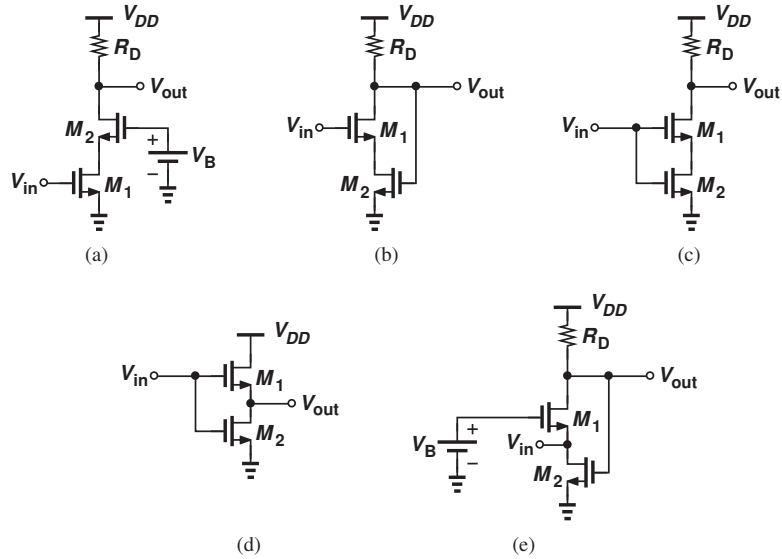 V_DD
R_D
V_out
M_2
+
−
V_B
V_in
M_1
(a)
V_DD
R_D
V_out
V_in
M_1
M_2
(b)
V_DD
R_D
V_out
V_in
M_1
M_2
(c)
V_DD
V_in
M_1
V_out
M_2
(d)
V_DD
R_D
V_out
M_1
V_B
+
−
V_in
M_2
(e)